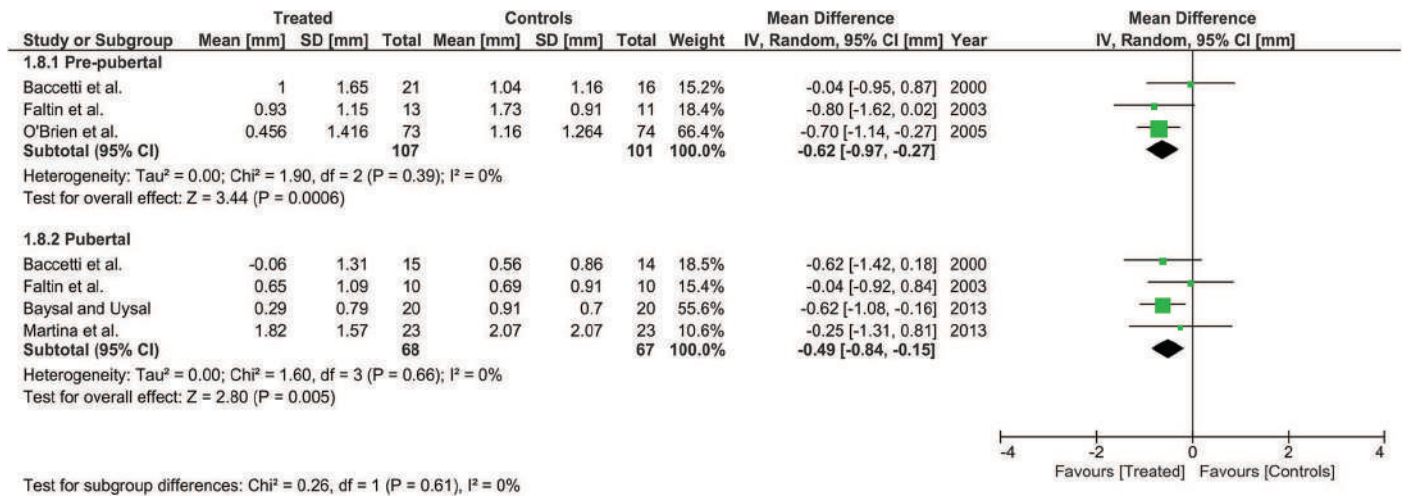 Treated Controls Mean Difference Mean Difference
Study or Subgroup Mean [mm] SD [mm] Total Mean [mm] SD [mm] Total Weight IV, Random, 95% CI [mm] Year IV, Random, 95% CI [mm]
1.8.1 Pre-pubertal
Baccetti et al. 1 1.65 21 1.04 1.16 16 15.2% -0.04 [-0.95, 0.87] 2000
Faltin et al. 0.93 1.15 13 1.73 0.91 11 18.4% -0.80 [-1.62, 0.02] 2003
O'Brien et al. 0.456 1.416 73 1.16 1.264 74 66.4% -0.70 [-1.14, -0.27] 2005
Subtotal (95% CI) 107 101 100.0% -0.62 [-0.97, -0.27]
Heterogeneity: Tau² = 0.00; Chi² = 1.90, df = 2 (P = 0.39); I² = 0%
Test for overall effect: Z = 3.44 (P = 0.0006)
1.8.2 Pubertal
Baccetti et al. -0.06 1.31 15 0.56 0.86 14 18.5% -0.62 [-1.42, 0.18] 2000
Faltin et al. 0.65 1.09 10 0.69 0.91 10 15.4% -0.04 [-0.92, 0.84] 2003
Baysal and Uysal 0.29 0.79 20 0.91 0.7 20 55.6% -0.62 [-1.08, -0.16] 2013
Martina et al. 1.82 1.57 23 2.07 2.07 23 10.6% -0.25 [-1.31, 0.81] 2013
Subtotal (95% CI) 68 67 100.0% -0.49 [-0.84, -0.15]
Heterogeneity: Tau² = 0.00; Chi² = 1.60, df = 3 (P = 0.66); I² = 0%
Test for overall effect: Z = 2.80 (P = 0.005)
-4 -2 0 2 4
Favours [Treated] Favours [Controls]
Test for subgroup differences: Chi² = 0.26, df = 1 (P = 0.61), I² = 0%